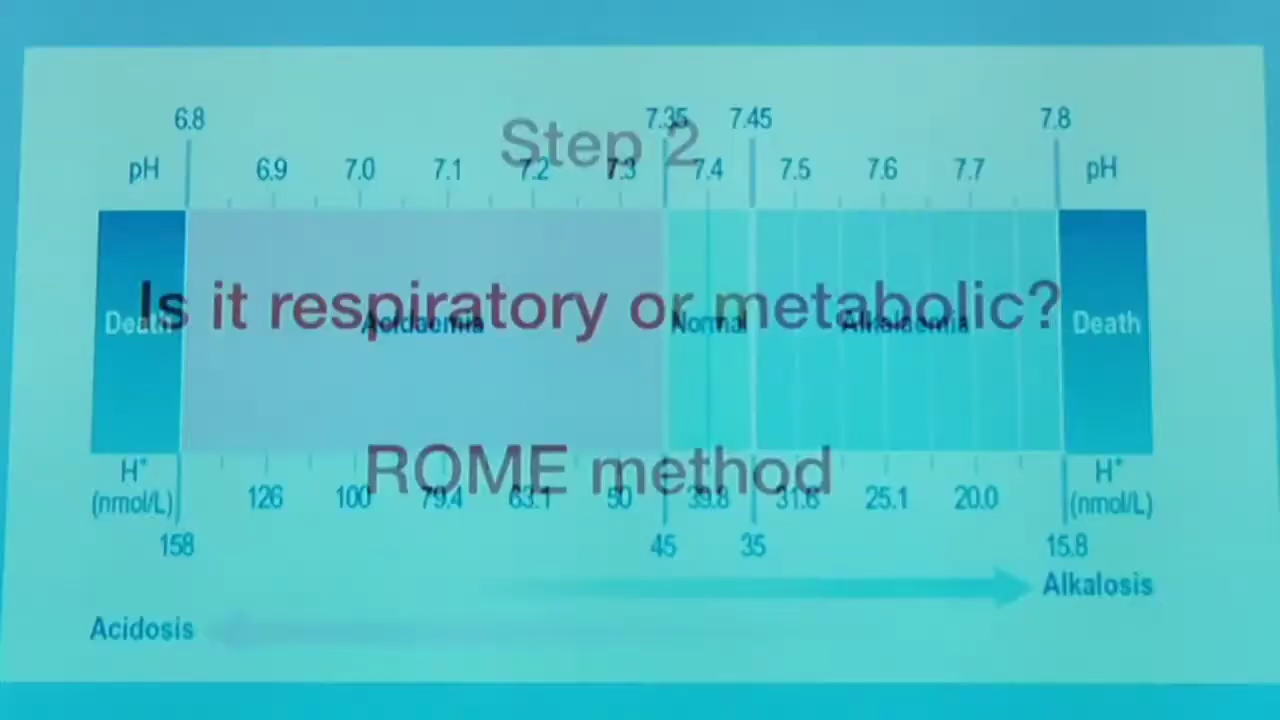 6.8 7.35 7.45 7.8
Step 2
pH 6.9 7.0 7.1 7.2 7.3 7.4 7.5 7.6 7.7 pH
Is it respiratory or metabolic?
Death Acidaemia Normal Alkalaemia Death
ROME method
H+ H+
(nmol/L) 126 100 79.4 63.1 50 39.8 31.6 25.1 20.0 (nmol/L)
158 45 35 15.8
Alkalosis
Acidosis